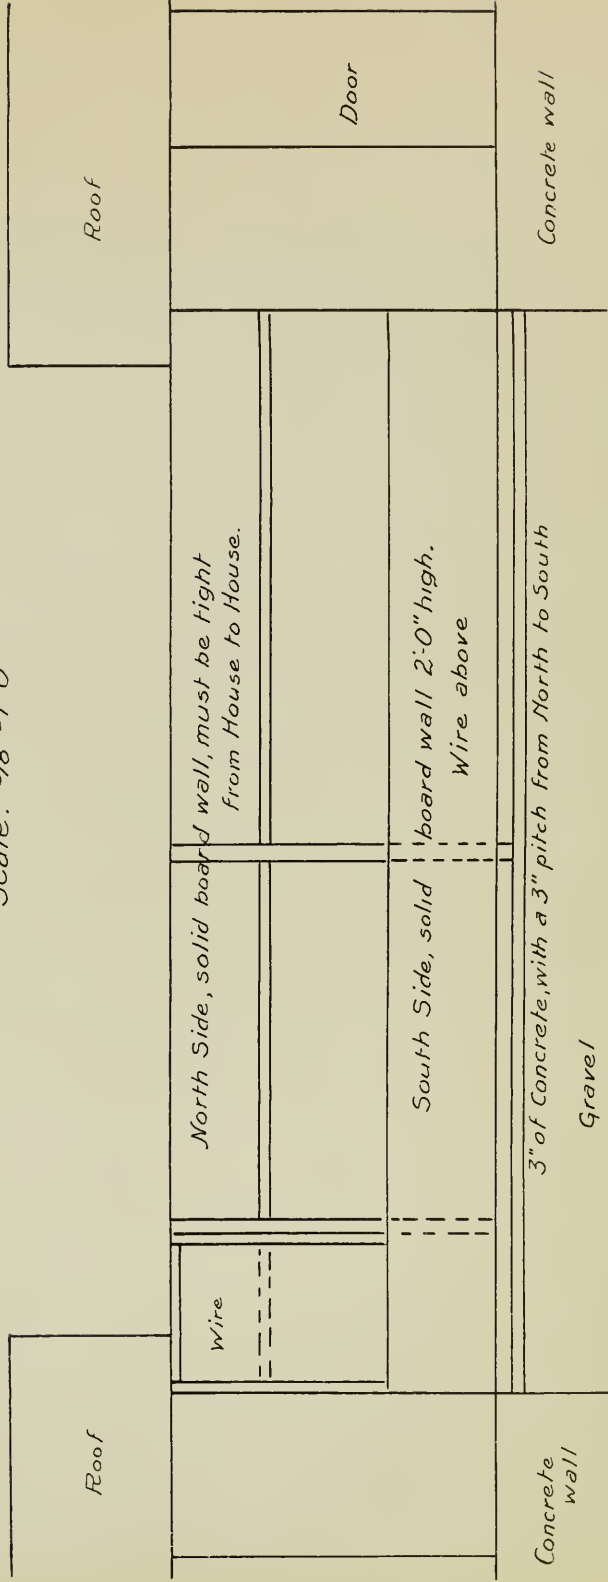 Scale:
Roof
Roof
North Side, solid board wall, must be tight
from House to House.
Wire
Door
South Side, solid board wall 2'-0" high.
Wire above
3" of Concrete, with a 3" pitch from North to South
Concrete
wall
Gravel
Concrete wall